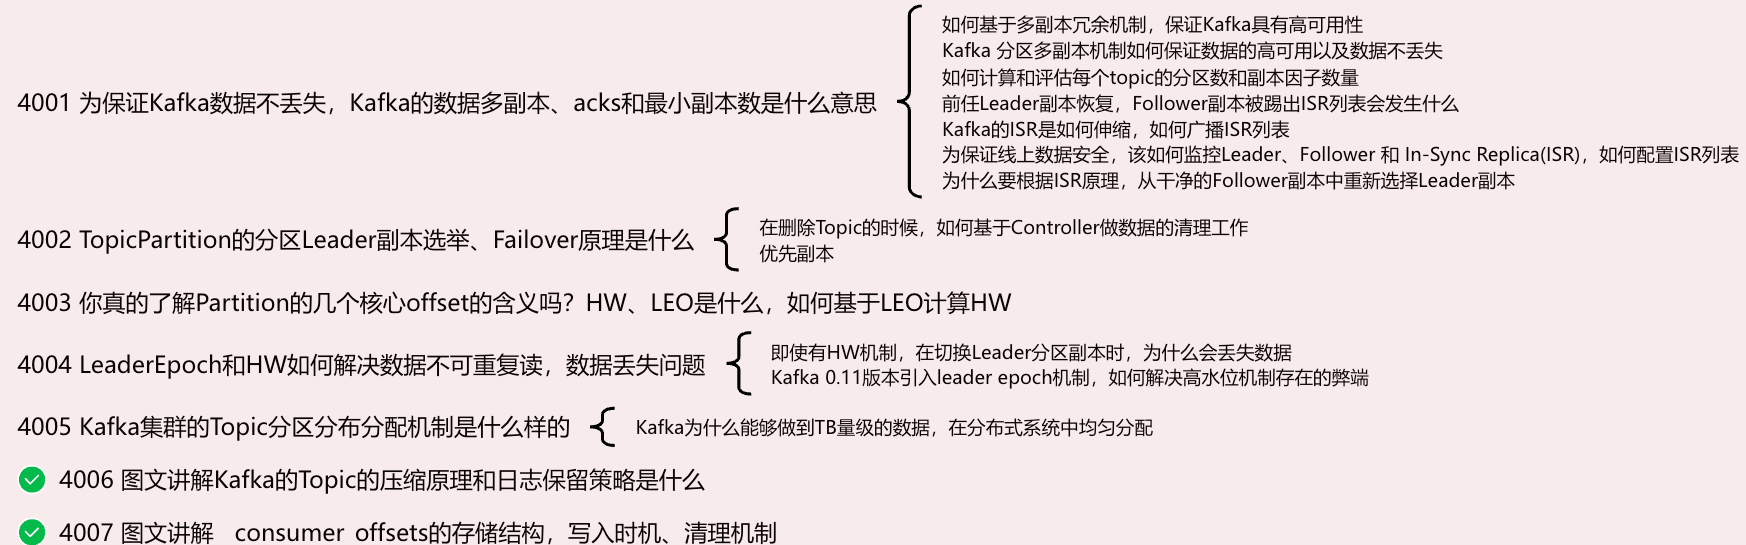 4001 为保证Kafka数据不丢失，Kafka的数据多副本、acks和最小副本数是什么意思
如何基于多副本冗余机制，保证Kafka具有高可用性
Kafka 分区多副本机制如何保证数据的高可用以及数据不丢失
如何计算和评估每个topic的分区数和副本因子数量
前任Leader副本恢复，Follower副本被踢出ISR列表会发生什么
Kafka的ISR是如何伸缩，如何广播ISR列表
为保证线上数据安全，该如何监控Leader、Follower 和 In-Sync Replica(ISR)，如何配置ISR列表
为什么要根据ISR原理，从干净的Follower副本中重新选择Leader副本
4002 TopicPartition的分区Leader副本选举、Failover原理是什么
在删除Topic的时候，如何基于Controller做数据的清理工作
优先副本
4003 你真的了解Partition的几个核心offset的含义吗？HW、LEO是什么，如何基于LEO计算HW
4004 LeaderEpoch和HW如何解决数据不可重复读，数据丢失问题
即使有HW机制，在切换Leader分区副本时，为什么会丢失数据
Kafka 0.11版本引入leader epoch机制，如何解决高水位机制存在的弊端
4005 Kafka集群的Topic分区分布分配机制是什么样的
Kafka为什么能够做到TB量级的数据，在分布式系统中均匀分配
4006 图文讲解Kafka的Topic的压缩原理和日志保留策略是什么
4007 图文讲解 consumer offsets的存储结构，写入时机、清理机制